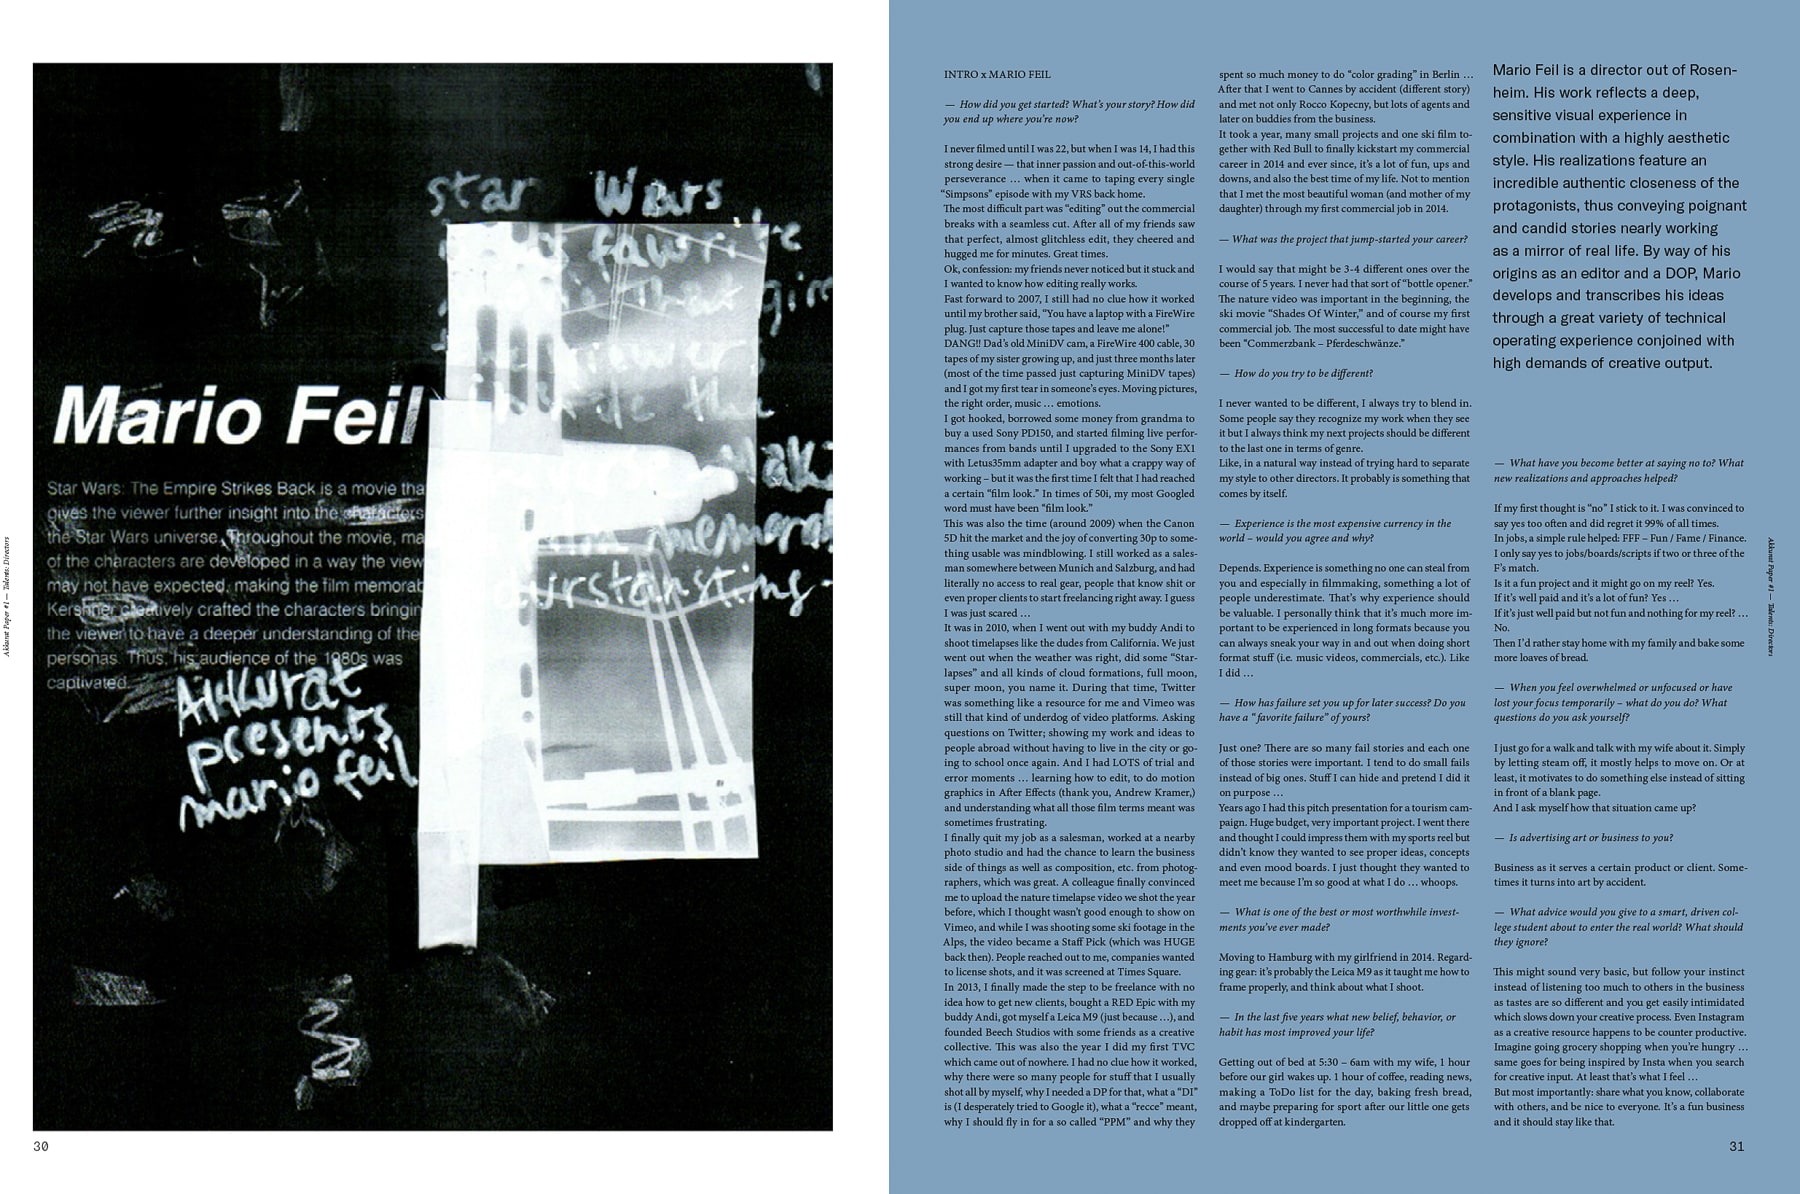 Akkurat Paper #1 — Talents: Directors
star Wars
Mario Feil
Star Wars: The Empire Strikes Back is a movie tha
gives the viewer further insight into the characters
the Star Wars universe. Throughout the movie, ma
of the characters are developed in a way the view
may not have expected, making the film memorab
Kershner creatively crafted the characters bringin
the viewer to have a deeper understanding of the
personas. Thus, his audience of the 1980s was
captivated.
AKKurat
presents
mario feil
30
INTRO x MARIO FEIL
— How did you get started? What's your story? How did
you end up where you're now?
I never filmed until I was 22, but when I was 14, I had this
strong desire — that inner passion and out-of-this-world
perseverance … when it came to taping every single
“Simpsons” episode with my VRS back home.
The most difficult part was “editing” out the commercial
breaks with a seamless cut. After all of my friends saw
that perfect, almost glitchless edit, they cheered and
hugged me for minutes. Great times.
Ok, confession: my friends never noticed but it stuck and
I wanted to know how editing really works.
Fast forward to 2007, I still had no clue how it worked
until my brother said, “You have a laptop with a FireWire
plug. Just capture those tapes and leave me alone!”
DANG!! Dad's old MiniDV cam, a FireWire 400 cable, 30
tapes of my sister growing up, and just three months later
(most of the time passed just capturing MiniDV tapes)
and I got my first tear in someone's eyes. Moving pictures,
the right order, music … emotions.
I got hooked, borrowed some money from grandma to
buy a used Sony PD150, and started filming live perfor-
mances from bands until I upgraded to the Sony EX1
with Letus35mm adapter and boy what a crappy way of
working – but it was the first time I felt that I had reached
a certain “film look.” In times of 50i, my most Googled
word must have been “film look.”
This was also the time (around 2009) when the Canon
5D hit the market and the joy of converting 30p to some-
thing usable was mindblowing. I still worked as a sales-
man somewhere between Munich and Salzburg, and had
literally no access to real gear, people that know shit or
even proper clients to start freelancing right away. I guess
I was just scared …
It was in 2010, when I went out with my buddy Andi to
shoot timelapses like the dudes from California. We just
went out when the weather was right, did some “Star-
lapses” and all kinds of cloud formations, full moon,
super moon, you name it. During that time, Twitter
was something like a resource for me and Vimeo was
still that kind of underdog of video platforms. Asking
questions on Twitter; showing my work and ideas to
people abroad without having to live in the city or go-
ing to school once again. And I had LOTS of trial and
error moments … learning how to edit, to do motion
graphics in After Effects (thank you, Andrew Kramer,)
and understanding what all those film terms meant was
sometimes frustrating.
I finally quit my job as a salesman, worked at a nearby
photo studio and had the chance to learn the business
side of things as well as composition, etc. from photog-
raphers, which was great. A colleague finally convinced
me to upload the nature timelapse video we shot the year
before, which I thought wasn't good enough to show on
Vimeo, and while I was shooting some ski footage in the
Alps, the video became a Staff Pick (which was HUGE
back then). People reached out to me, companies wanted
to license shots, and it was screened at Times Square.
In 2013, I finally made the step to be freelance with no
idea how to get new clients, bought a RED Epic with my
buddy Andi, got myself a Leica M9 (just because …), and
founded Beech Studios with some friends as a creative
collective. This was also the year I did my first TVC
which came out of nowhere. I had no clue how it worked,
why there were so many people for stuff that I usually
shot all by myself, why I needed a DP for that, what a “DI”
is (I desperately tried to Google it), what a “recce” meant,
why I should fly in for a so called “PPM” and why they
spent so much money to do “color grading” in Berlin …
After that I went to Cannes by accident (different story)
and met not only Rocco Kopecny, but lots of agents and
later on buddies from the business.
It took a year, many small projects and one ski film to-
gether with Red Bull to finally kickstart my commercial
career in 2014 and ever since, it's a lot of fun, ups and
downs, and also the best time of my life. Not to mention
that I met the most beautiful woman (and mother of my
daughter) through my first commercial job in 2014.
— What was the project that jump-started your career?
I would say that might be 3-4 different ones over the
course of 5 years. I never had that sort of “bottle opener.”
The nature video was important in the beginning, the
ski movie “Shades Of Winter,” and of course my first
commercial job. The most successful to date might have
been “Commerzbank – Pferdeschwänze.”
— How do you try to be different?
I never wanted to be different, I always try to blend in.
Some people say they recognize my work when they see
it but I always think my next projects should be different
to the last one in terms of genre.
Like, in a natural way instead of trying hard to separate
my style to other directors. It probably is something that
comes by itself.
— Experience is the most expensive currency in the
world – would you agree and why?
Depends. Experience is something no one can steal from
you and especially in filmmaking, something a lot of
people underestimate. That's why experience should
be valuable. I personally think that it's much more im-
portant to be experienced in long formats because you
can always sneak your way in and out when doing short
format stuff (i.e. music videos, commercials, etc.). Like
I did …
— How has failure set you up for later success? Do you
have a “favorite failure” of yours?
Just one? There are so many fail stories and each one
of those stories were important. I tend to do small fails
instead of big ones. Stuff I can hide and pretend I did it
on purpose …
Years ago I had this pitch presentation for a tourism cam-
paign. Huge budget, very important project. I went there
and thought I could impress them with my sports reel but
didn't know they wanted to see proper ideas, concepts
and even mood boards. I just thought they wanted to
meet me because I'm so good at what I do … whoops.
— What is one of the best or most worthwhile invest-
ments you've ever made?
Moving to Hamburg with my girlfriend in 2014. Regard-
ing gear: it's probably the Leica M9 as it taught me how to
frame properly, and think about what I shoot.
— In the last five years what new belief, behavior, or
habit has most improved your life?
Getting out of bed at 5:30 – 6am with my wife, 1 hour
before our girl wakes up. 1 hour of coffee, reading news,
making a ToDo list for the day, baking fresh bread,
and maybe preparing for sport after our little one gets
dropped off at kindergarten.
Mario Feil is a director out of Rosen-
heim. His work reflects a deep,
sensitive visual experience in
combination with a highly aesthetic
style. His realizations feature an
incredible authentic closeness of the
protagonists, thus conveying poignant
and candid stories nearly working
as a mirror of real life. By way of his
origins as an editor and a DOP, Mario
develops and transcribes his ideas
through a great variety of technical
operating experience conjoined with
high demands of creative output.
— What have you become better at saying no to? What
new realizations and approaches helped?
If my first thought is “no” I stick to it. I was convinced to
say yes too often and did regret it 99% of all times.
In jobs, a simple rule helped: FFF – Fun / Fame / Finance.
I only say yes to jobs/boards/scripts if two or three of the
F's match.
Is it a fun project and it might go on my reel? Yes.
If it's well paid and it's a lot of fun? Yes …
If it's just well paid but not fun and nothing for my reel? …
No.
Then I'd rather stay home with my family and bake some
more loaves of bread.
— When you feel overwhelmed or unfocused or have
lost your focus temporarily – what do you do? What
questions do you ask yourself?
I just go for a walk and talk with my wife about it. Simply
by letting steam off, it mostly helps to move on. Or at
least, it motivates to do something else instead of sitting
in front of a blank page.
And I ask myself how that situation came up?
— Is advertising art or business to you?
Business as it serves a certain product or client. Some-
times it turns into art by accident.
— What advice would you give to a smart, driven col-
lege student about to enter the real world? What should
they ignore?
This might sound very basic, but follow your instinct
instead of listening too much to others in the business
as tastes are so different and you get easily intimidated
which slows down your creative process. Even Instagram
as a creative resource happens to be counter productive.
Imagine going grocery shopping when you're hungry …
same goes for being inspired by Insta when you search
for creative input. At least that's what I feel …
But most importantly: share what you know, collaborate
with others, and be nice to everyone. It's a fun business
and it should stay like that.
Akkurat Paper #1 — Talents: Directors
31